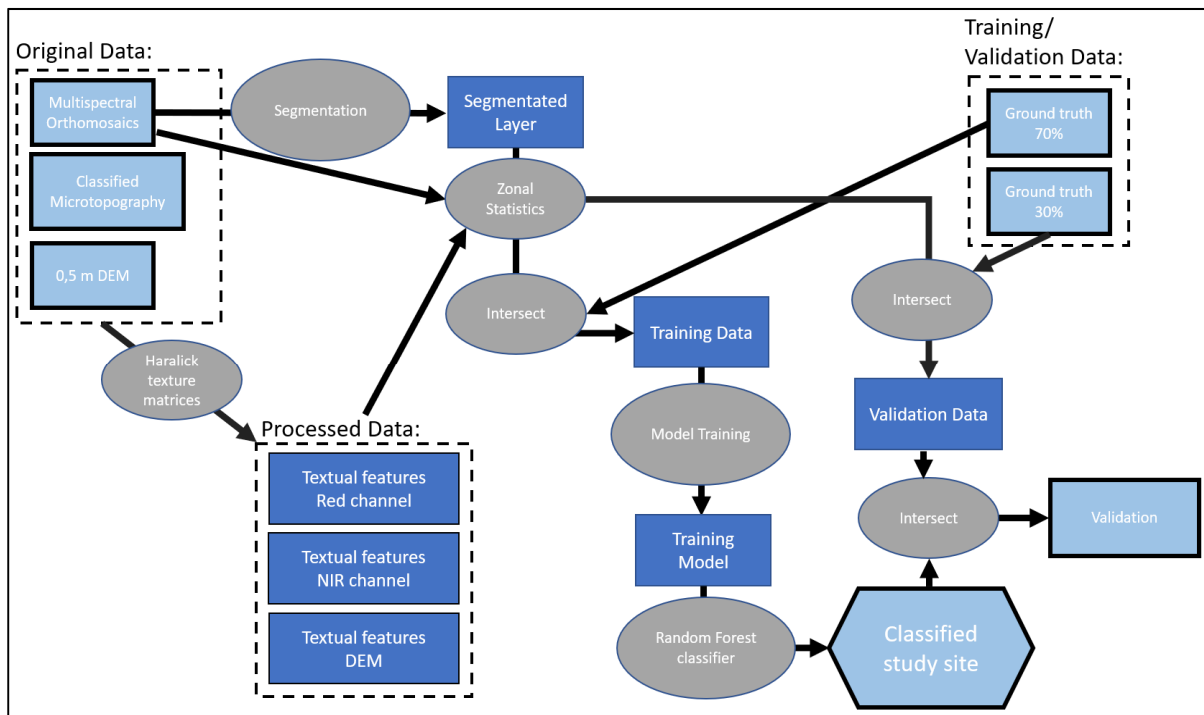 Original Data:
Multispectral
Orthomosaics
Classified
Microtopography
0,5 m DEM
Segmentation
Segmentated
Layer
Zonal
Statistics
Intersect
Haralick
texture
matrices
Processed Data:
Textual features
Red channel
Textual features
NIR channel
Textual features
DEM
Training/
Validation Data:
Ground truth
70%
Ground truth
30%
Intersect
Training Data
Model Training
Training
Model
Random Forest
classifier
Validation Data
Intersect
Validation
Classified
study site